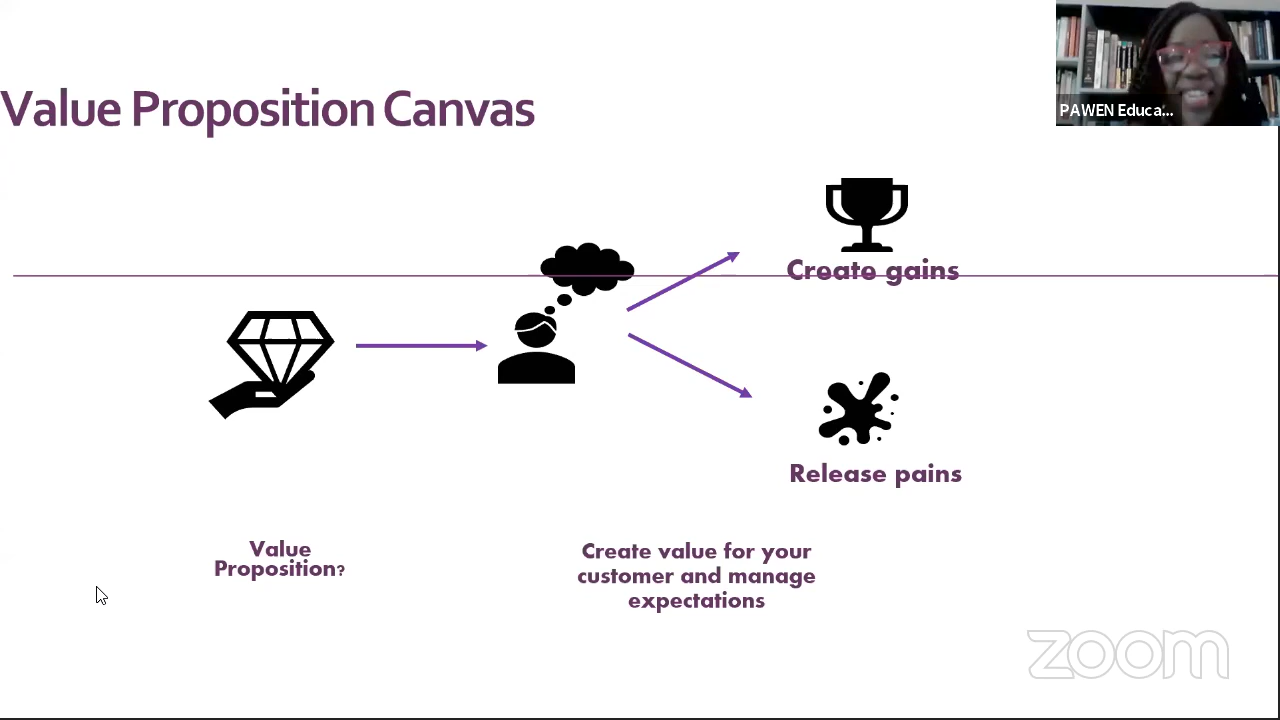 Value Proposition Canvas
PAWEN Educa...
Create gains
Release pains
Value
Proposition?
Create value for your
customer and manage
expectations
zoom